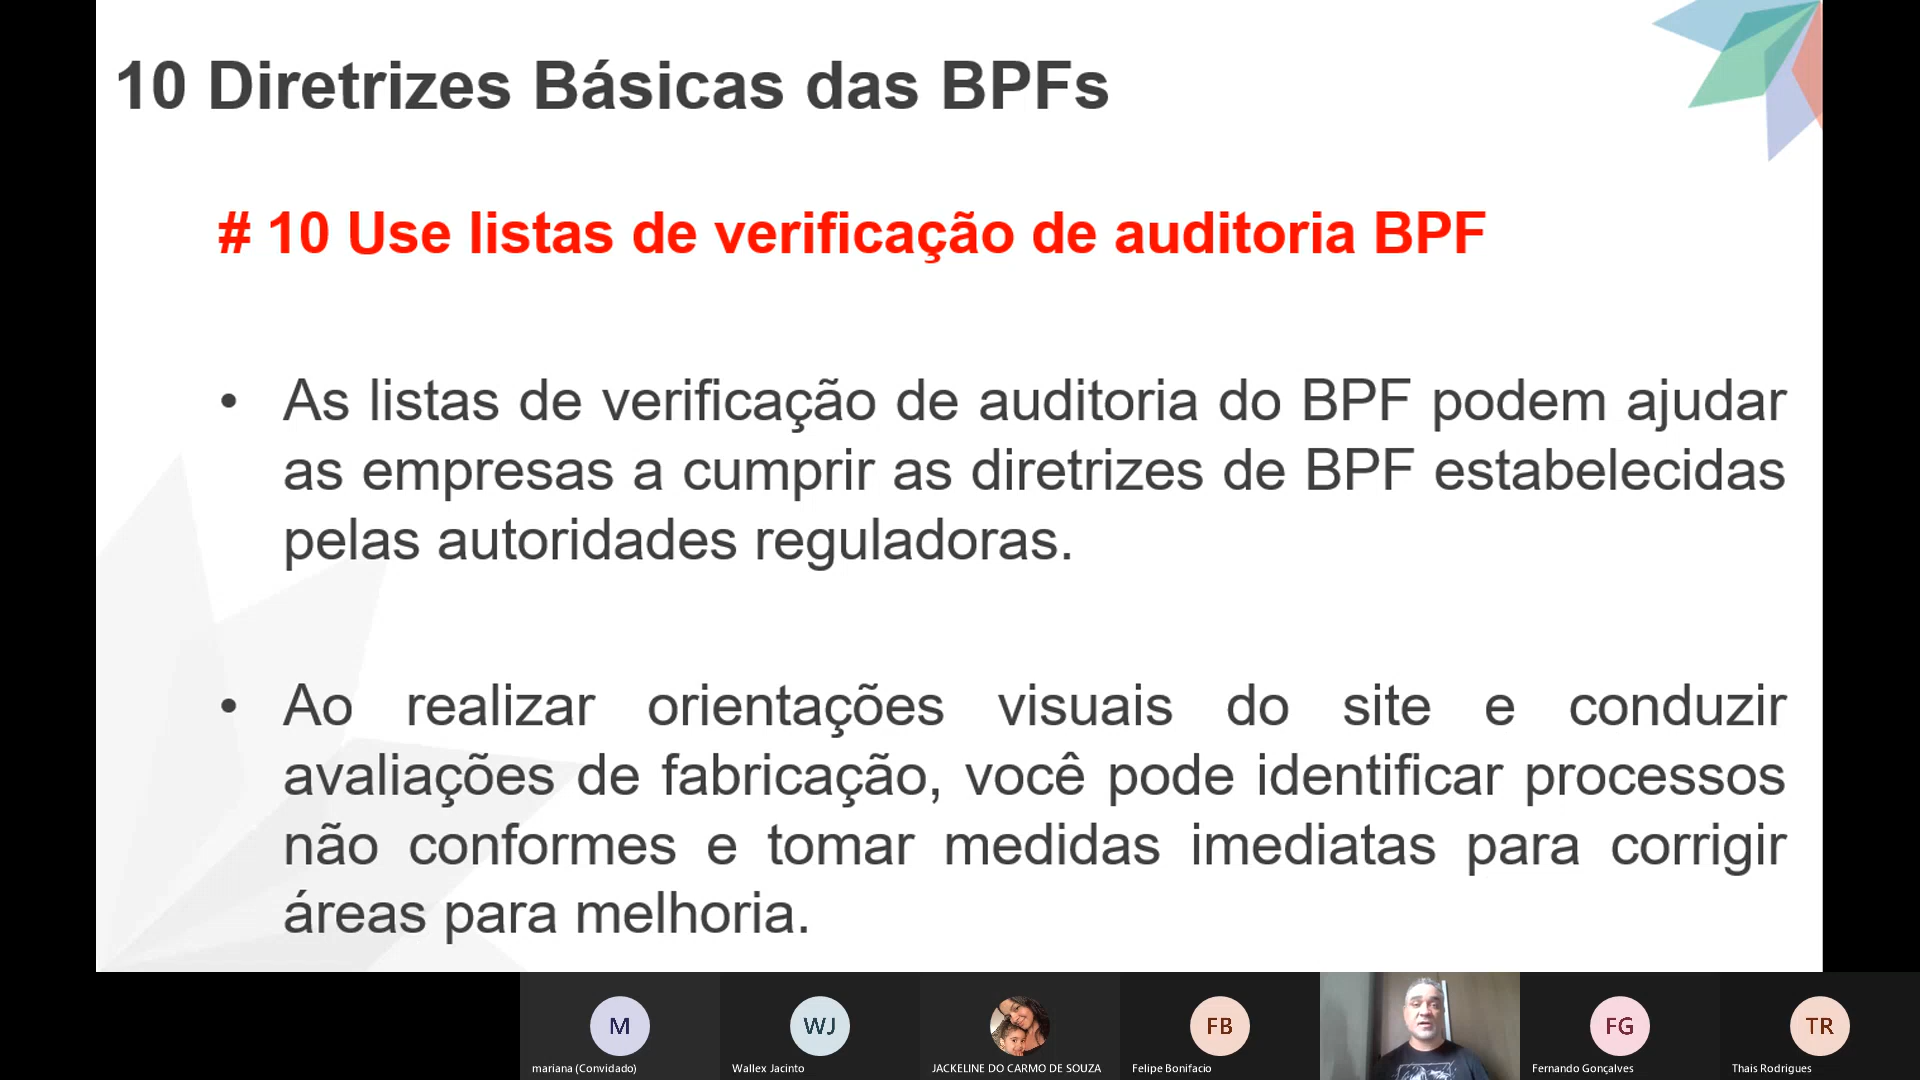 10 Diretrizes Básicas das BPFs
# 10 Use listas de verificação de auditoria BPF
• As listas de verificação de auditoria do BPF podem ajudar
as empresas a cumprir as diretrizes de BPF estabelecidas
pelas autoridades reguladoras.
• Ao realizar orientações visuais do site e conduzir
avaliações de fabricação, você pode identificar processos
não conformes e tomar medidas imediatas para corrigir
áreas para melhoria.
M WJ FB FG TR
mariana (Convidado) Wallex Jacinto JACKELINE DO CARMO DE SOUZA Felipe Bonifacio Fernando Gonçalves Thais Rodrigues